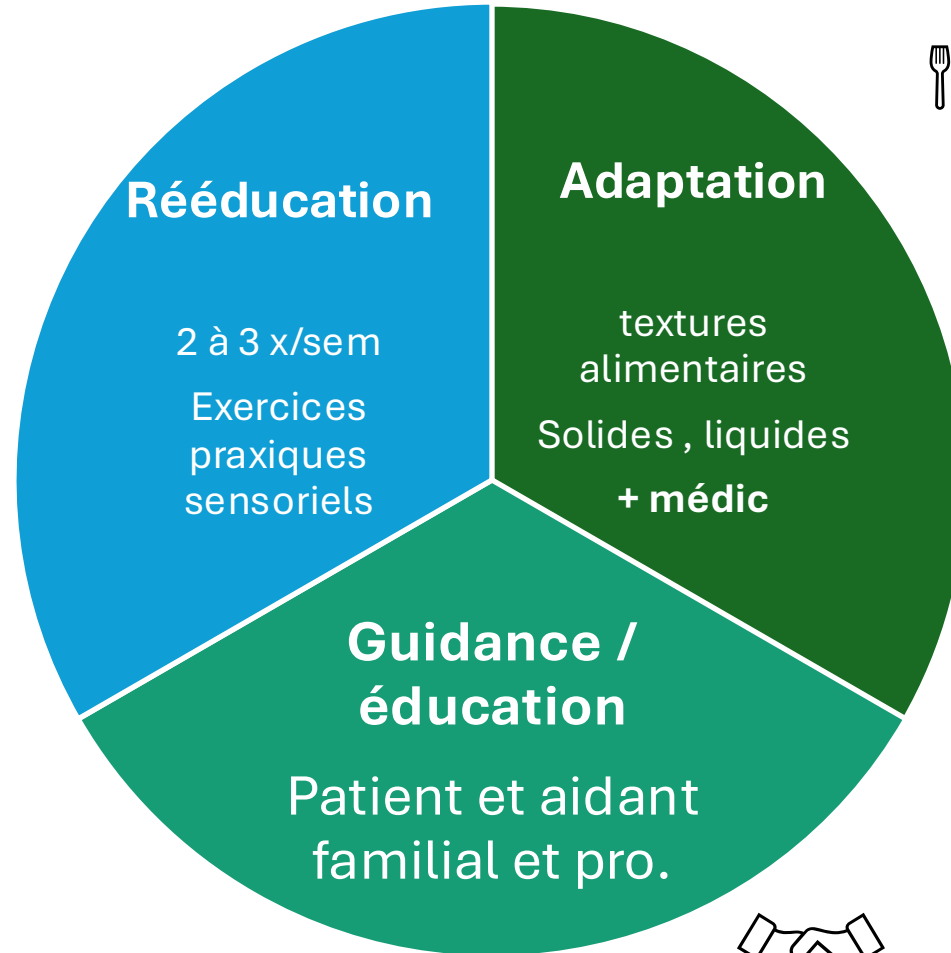 Rééducation
2 à 3 x/sem
Exercices
praxiques
sensoriels
Adaptation
textures
alimentaires
Solides , liquides
+ médic
Guidance /
éducation
Patient et aidant
familial et pro.